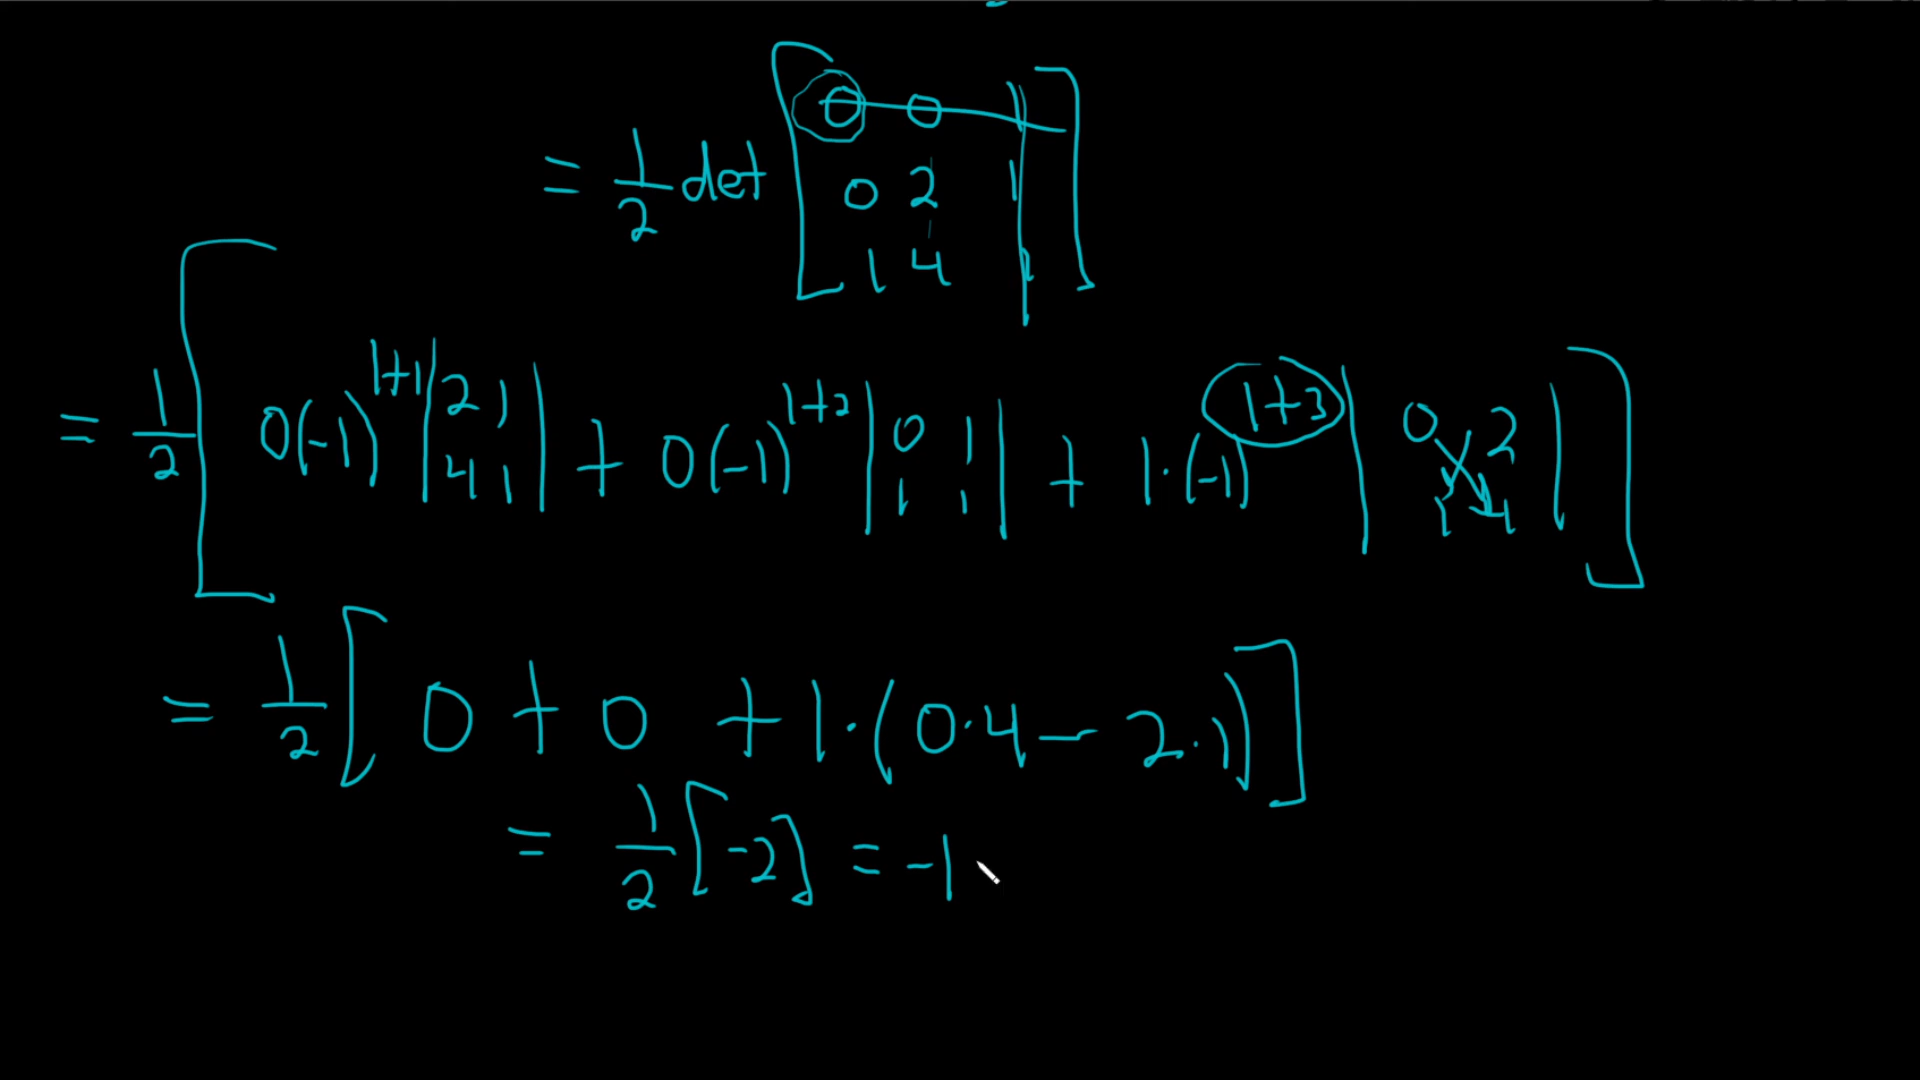 = 1/2 det [ 0 0 1
0 2 1
1 4 1 ]
= 1/2 [ 0(-1)^{1+1} | 2 1 ; 4 1 | + 0(-1)^{1+2} | 0 1 ; 1 1 | + 1·(-1)^{1+3} | 0 2 ; 1 4 | ]
= 1/2 [ 0 + 0 + 1·(0·4 - 2·1) ]
= 1/2 [-2] = -1